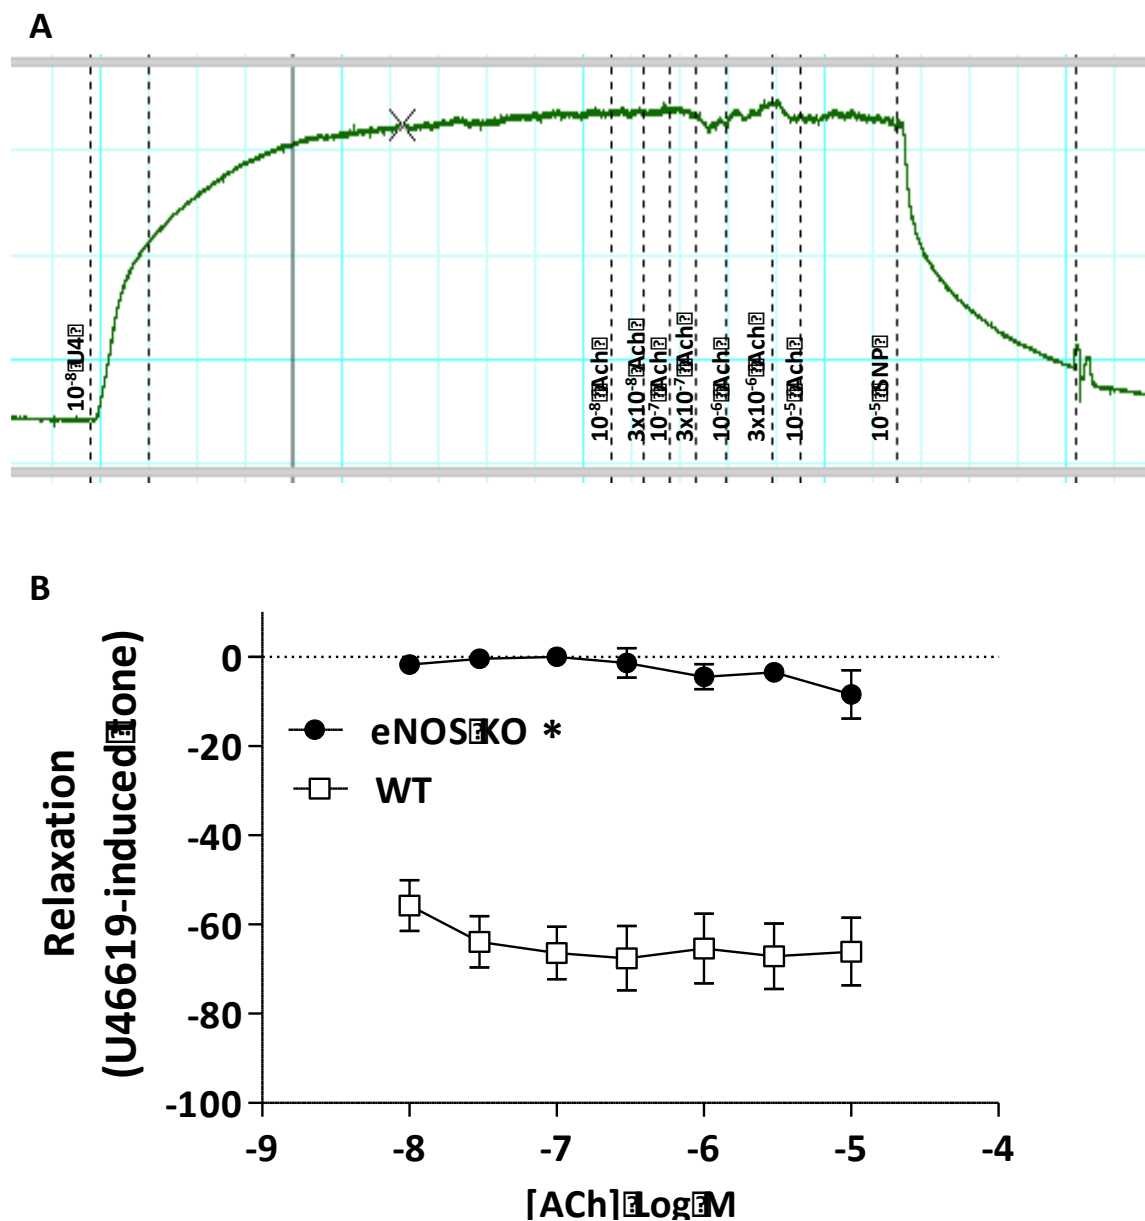 A
10-8 U4
10-8 Ach
3x10-8 Ach
10-7 Ach
3x10-7 Ach
10-6 Ach
3x10-6 Ach
10-5 Ach
10-5 SNP
B
Relaxation
(U46619-induced tone)
0
-20
-40
-60
-80
-100
eNOS KO *
WT
-9 -8 -7 -6 -5 -4
[ACh] Log M